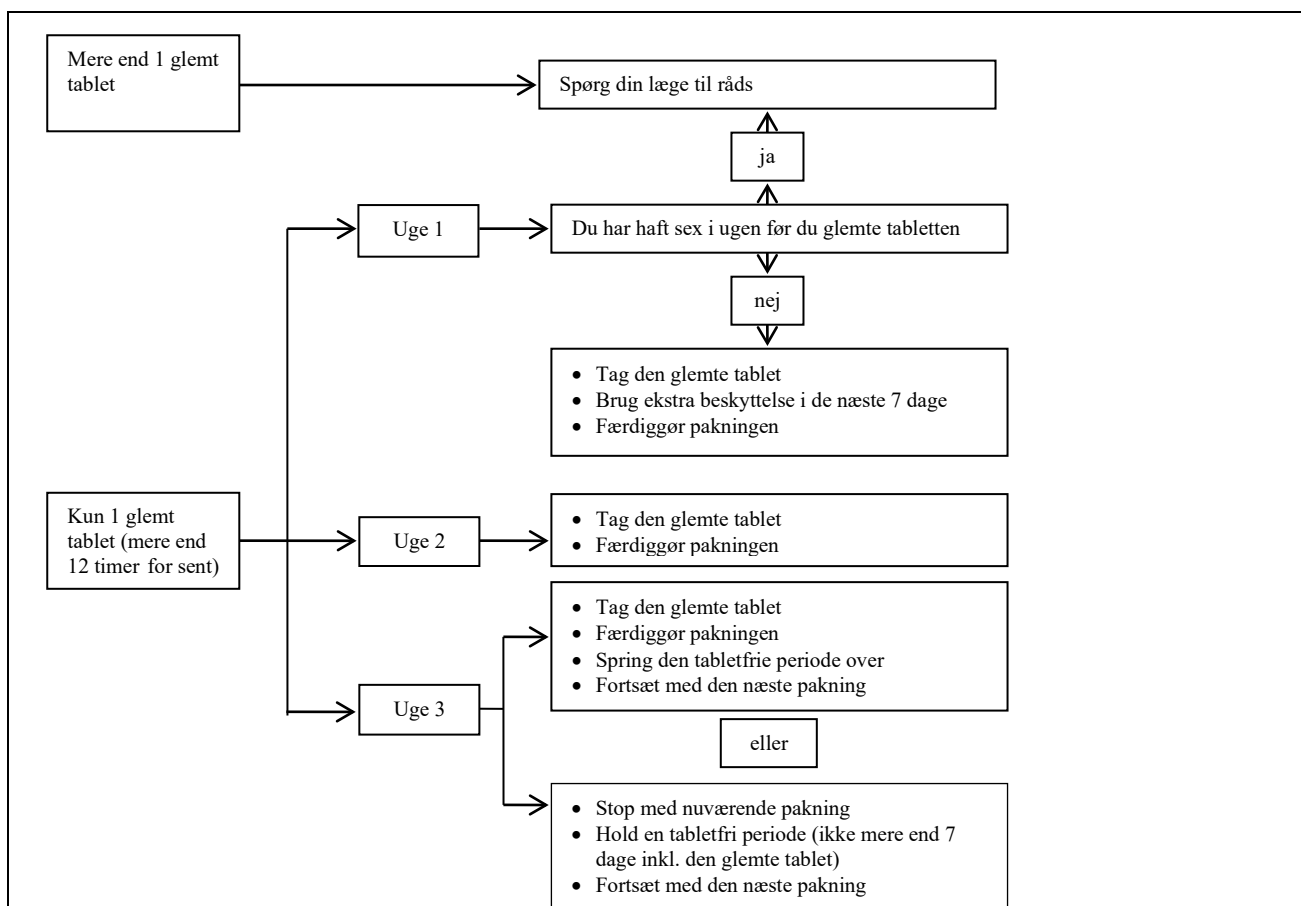 Mere end 1 glemt
tablet
Spørg din læge til råds
ja
Uge 1
Du har haft sex i ugen før du glemte tabletten
nej
• Tag den glemte tablet
• Brug ekstra beskyttelse i de næste 7 dage
• Færdiggør pakningen
Kun 1 glemt
tablet (mere end
12 timer for sent)
Uge 2
• Tag den glemte tablet
• Færdiggør pakningen
Uge 3
• Tag den glemte tablet
• Færdiggør pakningen
• Spring den tabletfrie periode over
• Fortsæt med den næste pakning
eller
• Stop med nuværende pakning
• Hold en tabletfri periode (ikke mere end 7
dage inkl. den glemte tablet)
• Fortsæt med den næste pakning